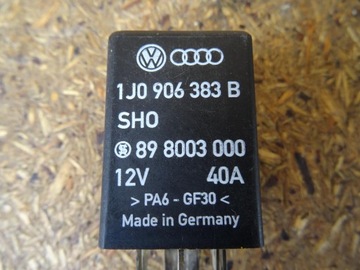 1J0 906 383 B
SHO
89 8003 000
12V 40A
> PA6 - GF30 <
Made in Germany